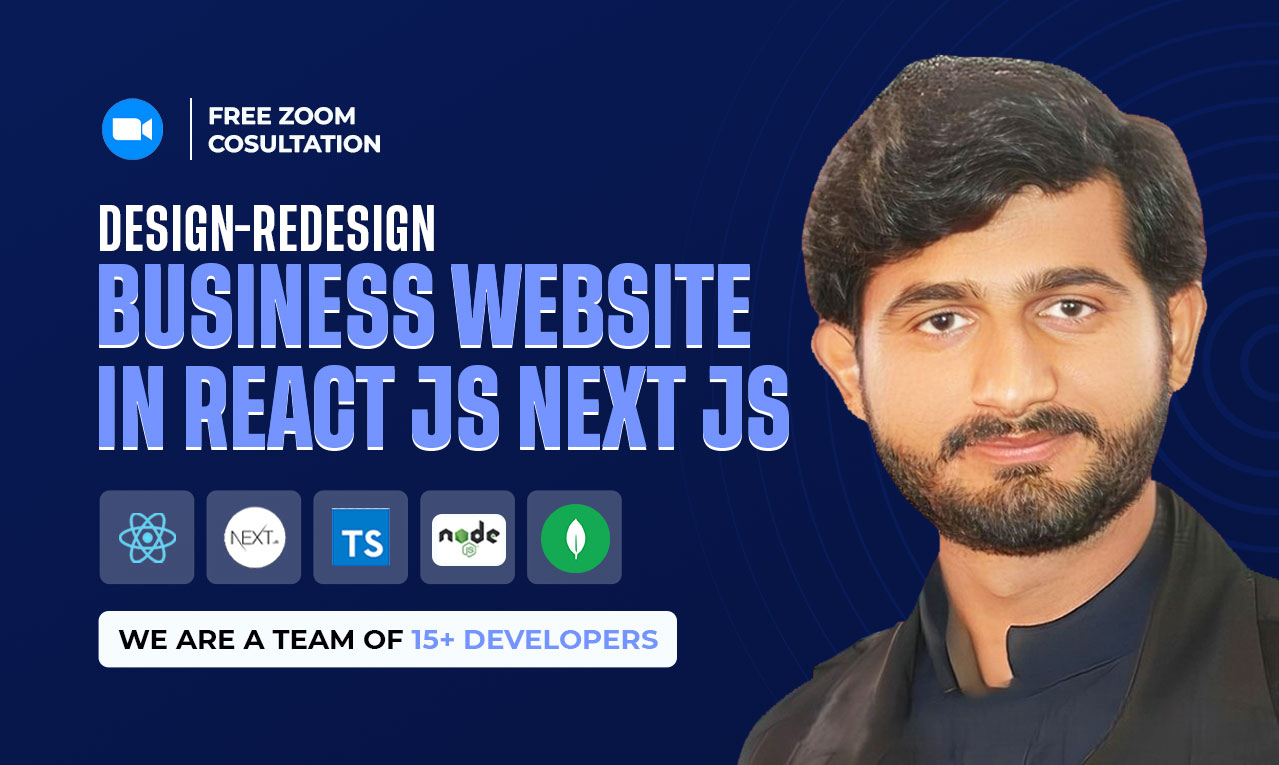 FREE ZOOM
COSULTATION
DESIGN-REDESIGN
BUSINESS WEBSITE
IN REACT JS NEXT JS
NEXT.JS
TS
node
JS
WE ARE A TEAM OF 15+ DEVELOPERS